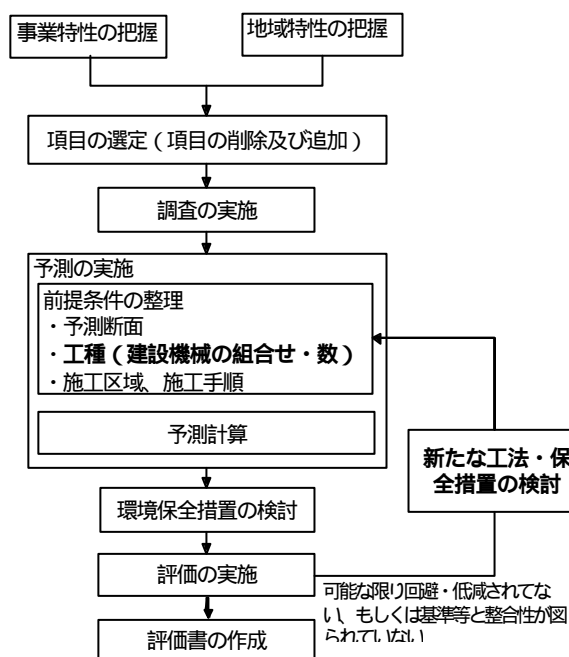 事業特性の把握
地域特性の把握
項目の選定（項目の削除及び追加）
調査の実施
予測の実施
前提条件の整理
・予測断面
・工種（建設機械の組合せ・数）
・施工区域、施工手順
予測計算
新たな工法・保
全措置の検討
環境保全措置の検討
評価の実施
可能な限り回避・低減されてな
い、もしくは基準等と整合性が図
られていない
評価書の作成